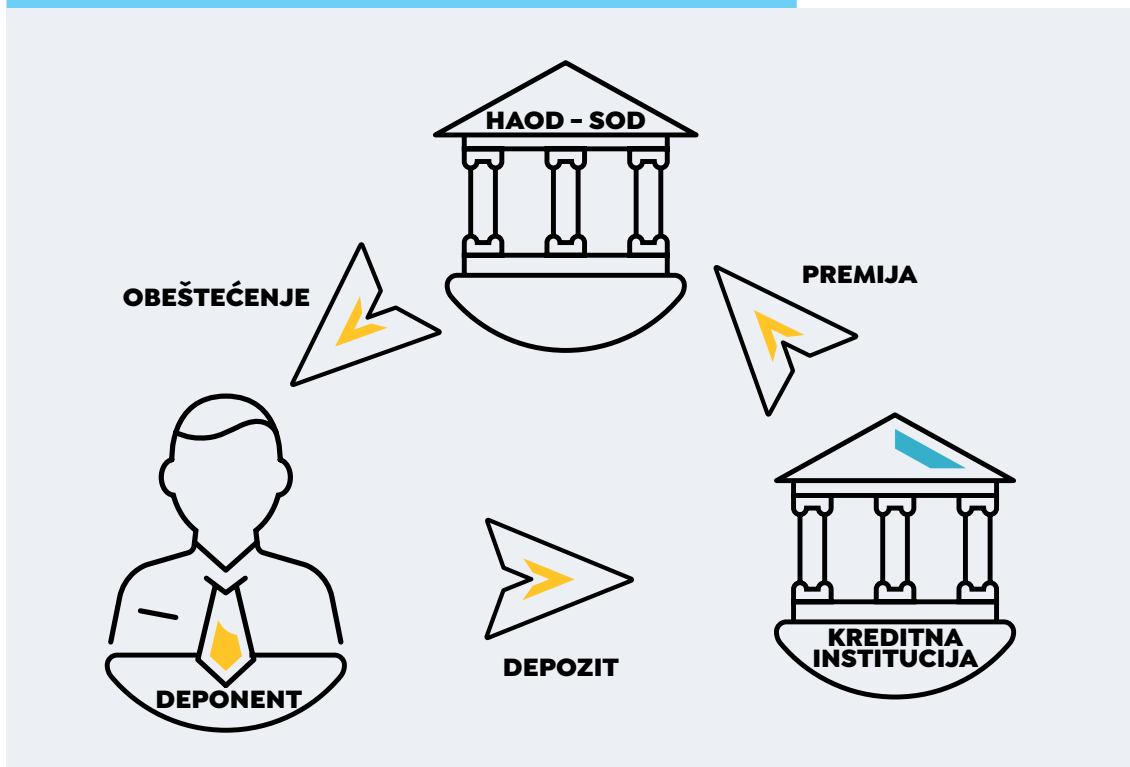 HAOD – SOD
PREMIJA
OBEŠTEĆENJE
KREDITNA
INSTITUCIJA
DEPOZIT
DEPONENT